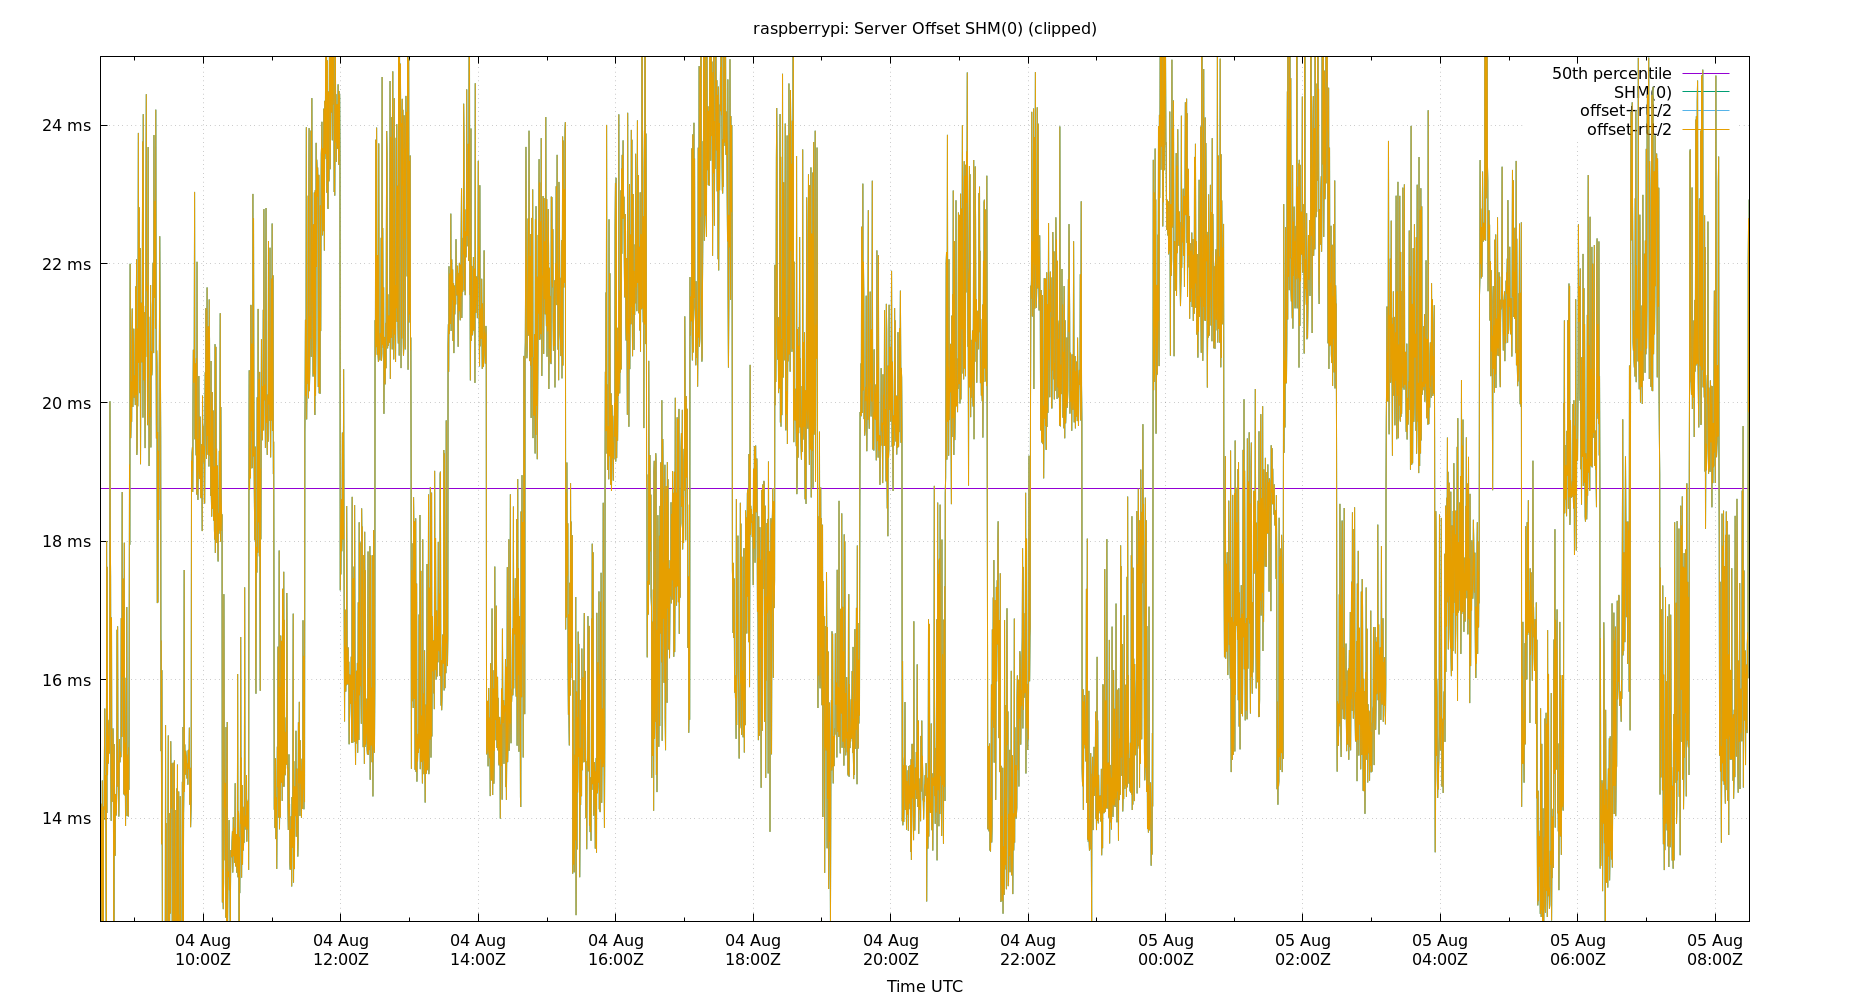 raspberrypi: Server Offset SHM(0) (clipped)
50th percentile
SHM(0)
offset+rtt/2
offset-rtt/2
24 ms
22 ms
20 ms
18 ms
16 ms
14 ms
04 Aug 04 Aug 04 Aug 04 Aug 04 Aug 04 Aug 04 Aug 05 Aug 05 Aug 05 Aug 05 Aug 05 Aug
10:00Z 12:00Z 14:00Z 16:00Z 18:00Z 20:00Z 22:00Z 00:00Z 02:00Z 04:00Z 06:00Z 08:00Z
Time UTC